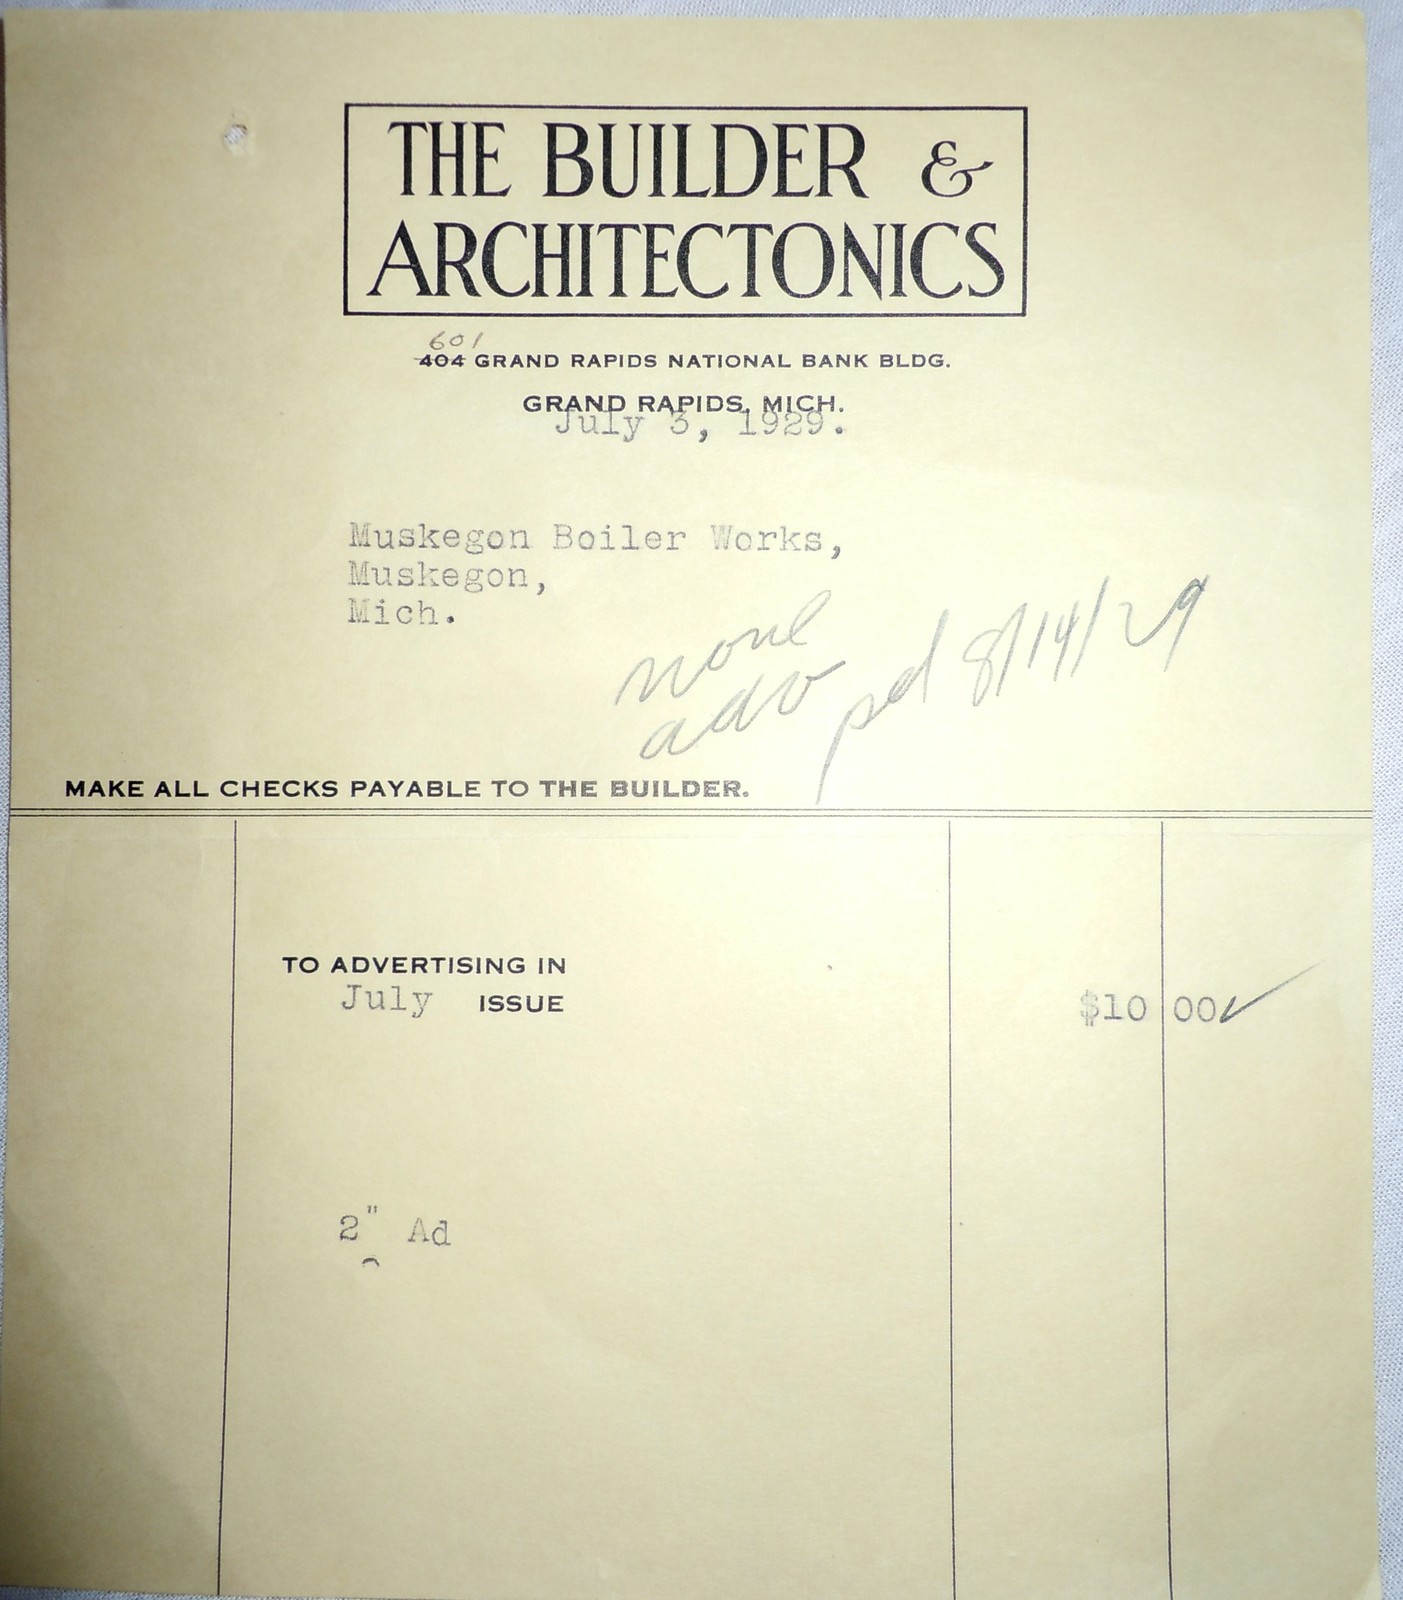 THE BUILDER &
ARCHITECTONICS
601
404 GRAND RAPIDS NATIONAL BANK BLDG.
GRAND RAPIDS, MICH.
July 3, 1929.
Muskegon Boiler Works,
Muskegon,
Mich.
none
adv pd 8/14/29
MAKE ALL CHECKS PAYABLE TO THE BUILDER.
TO ADVERTISING IN
July ISSUE $10 00✓
2" Ad